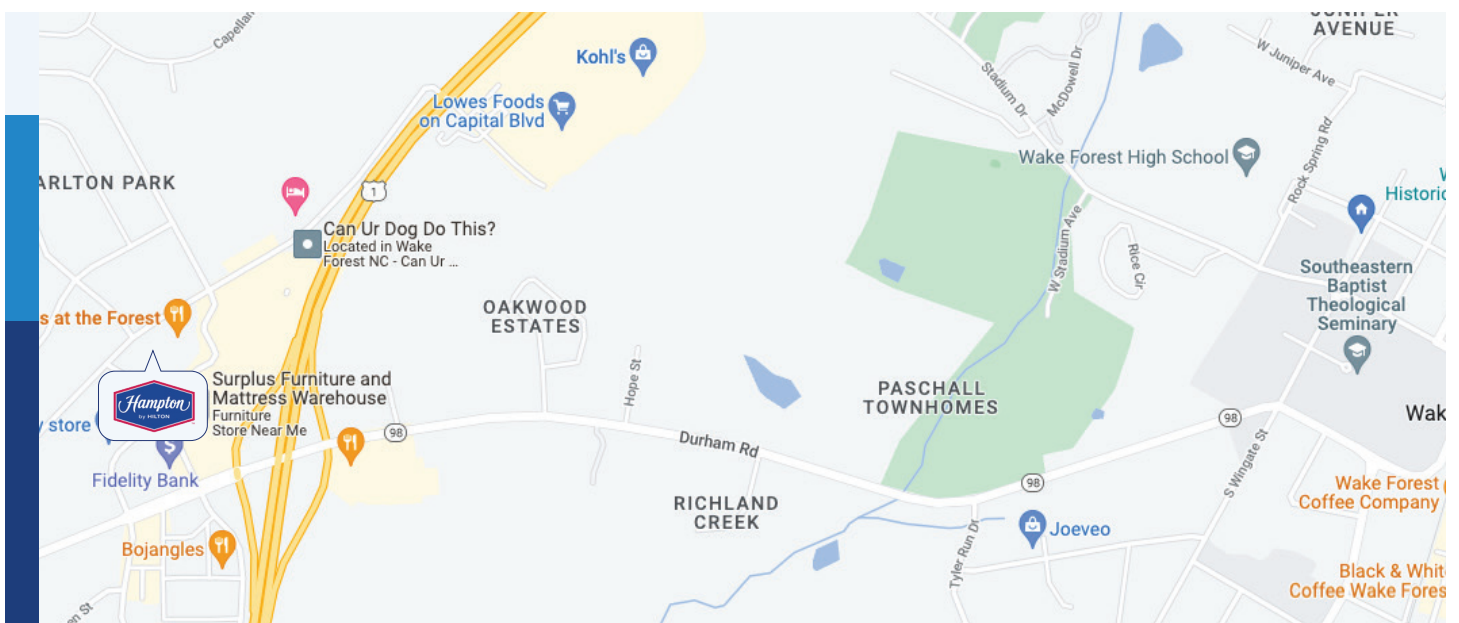 JUNIPER
AVENUE
Capellan
Kohl's
W Juniper Ave
Stadium Dr
McDowell Dr
Lowes Foods
on Capital Blvd
Rock Spring Rd
Wake Forest High School
ARLTON PARK
1
W
Historic
Can Ur Dog Do This?
Located in Wake
Forest NC - Can Ur ...
W Stadium Ave
Rice Cir
Southeastern
Baptist
Theological
Seminary
s at the Forest
OAKWOOD
ESTATES
Hampton
by HILTON
Surplus Furniture and
Mattress Warehouse
Furniture
Store Near Me
Hope St
PASCHALL
TOWNHOMES
y store
98
Durham Rd
98
Wak
Fidelity Bank
S Wingate St
98
RICHLAND
CREEK
Wake Forest
Coffee Company
Joeveo
Bojangles
Tyler Run Dr
Black & Whit
Coffee Wake Fores
en St